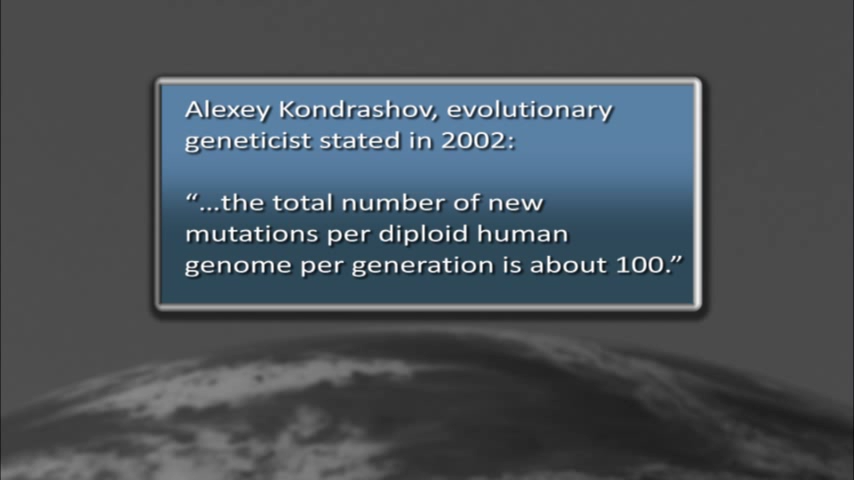 Alexey Kondrashov, evolutionary
geneticist stated in 2002:
“...the total number of new
mutations per diploid human
genome per generation is about 100.”